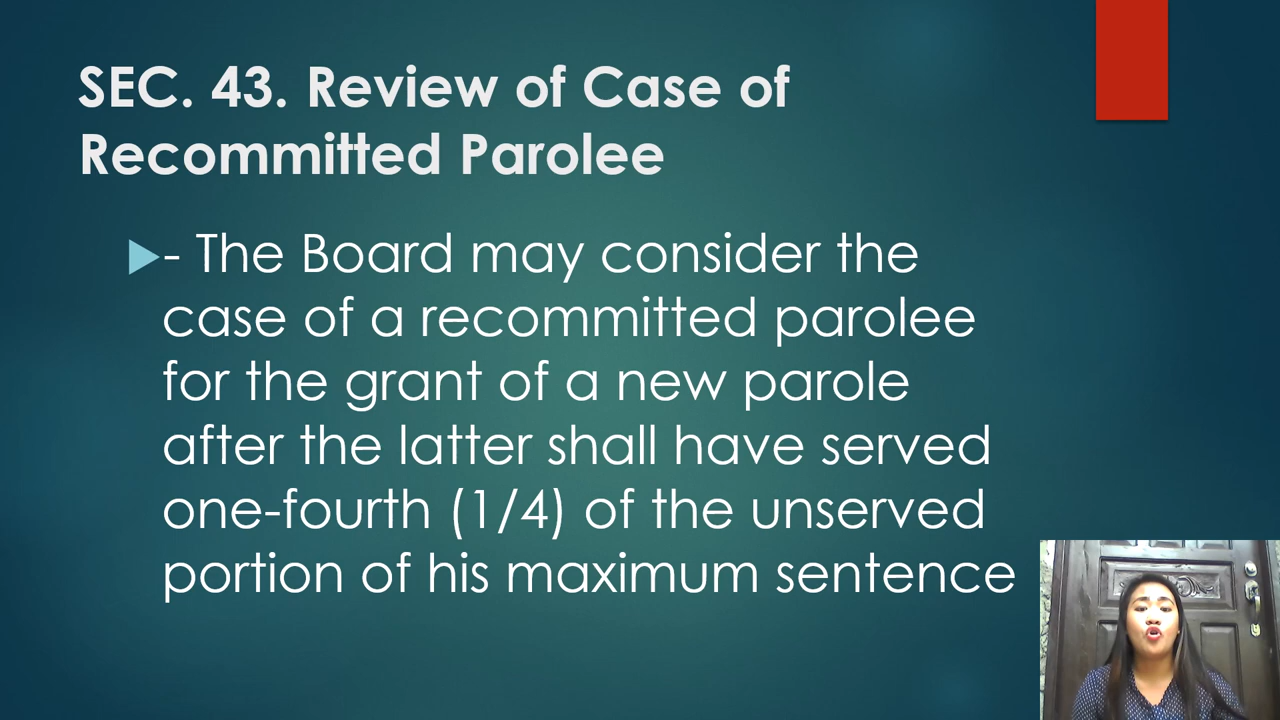 SEC. 43. Review of Case of
Recommitted Parolee
- The Board may consider the
case of a recommitted parolee
for the grant of a new parole
after the latter shall have served
one-fourth (1/4) of the unserved
portion of his maximum sentence